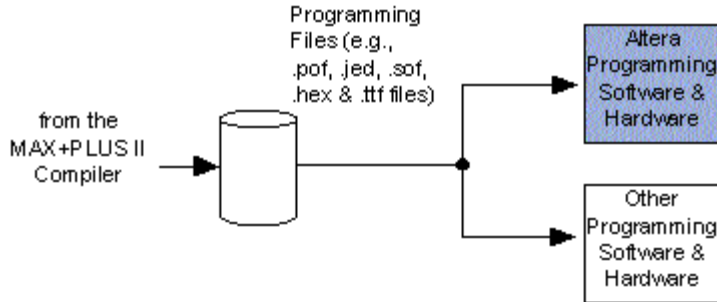 Programming
Files (e.g.,
.pof, .jed, .sof,
.hex & .ttf files)
from the
MAX+PLUS II
Compiler
Altera
Programming
Software &
Hardware
Other
Programming
Software &
Hardware